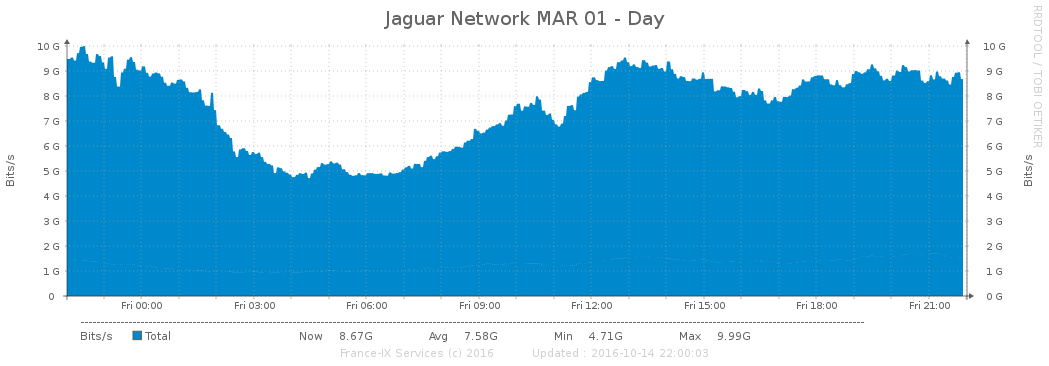 Jaguar Network MAR 01 - Day
RRDTOOL / TOBI OETIKER
Bits/s
10 G 10 G
9 G 9 G
8 G 8 G
7 G 7 G
6 G 6 G
5 G 5 G
4 G 4 G
3 G 3 G
2 G 2 G
1 G 1 G
0 0 G
Bits/s
Fri 00:00 Fri 03:00 Fri 06:00 Fri 09:00 Fri 12:00 Fri 15:00 Fri 18:00 Fri 21:00
Bits/s Total Now 8.67G Avg 7.58G Min 4.71G Max 9.99G
France-IX Services (c) 2016 Updated : 2016-10-14 22:00:03